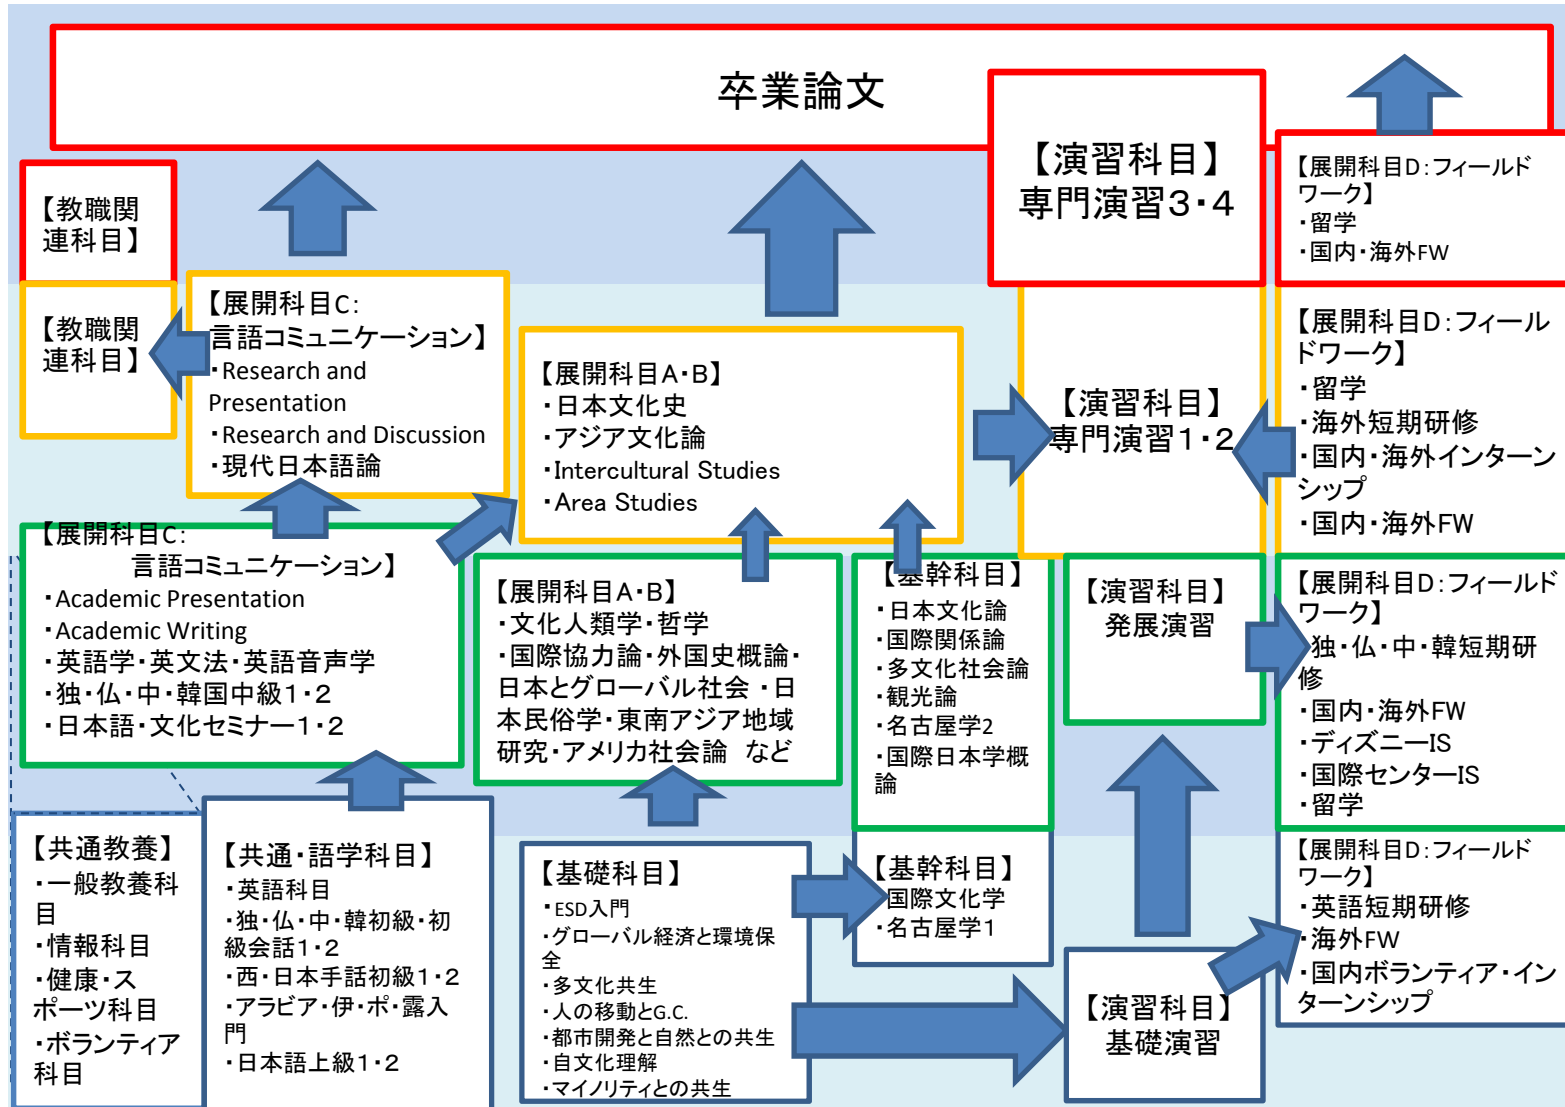 卒業論文
【演習科目】
専門演習3・4
【展開科目D：フィールド
ワーク】
・留学
・国内・海外FW
【教職関
連科目】
【教職関
連科目】
【展開科目C：
言語コミュニケーション】
・Research and
Presentation
・Research and Discussion
・現代日本語論
【展開科目A・B】
・日本文化史
・アジア文化論
・Intercultural Studies
・Area Studies
【演習科目】
専門演習1・2
【展開科目D：フィール
ドワーク】
・留学
・海外短期研修
・国内・海外インターン
シップ
・国内・海外FW
【展開科目C：
言語コミュニケーション】
・Academic Presentation
・Academic Writing
・英語学・英文法・英語音声学
・独・仏・中・韓国中級1・2
・日本語・文化セミナー1・2
【展開科目A・B】
・文化人類学・哲学
・国際協力論・外国史概論・
日本とグローバル社会 ・日
本民俗学・東南アジア地域
研究・アメリカ社会論　など
【基幹科目】
・日本文化論
・国際関係論
・多文化社会論
・観光論
・名古屋学2
・国際日本学概
論
【演習科目】
発展演習
【展開科目D：フィールド
ワーク】
・独・仏・中・韓短期研
修
・国内・海外FW
・ディズニーIS
・国際センターIS
・留学
【共通教養】
・一般教養科
目
・情報科目
・健康・ス
ポーツ科目
・ボランティア
科目
【共通・語学科目】
・英語科目
・独・仏・中・韓初級・初
級会話1・2
・西・日本手話初級1・2
・アラビア・伊・ポ・露入
門
・日本語上級1・2
【基礎科目】
・ESD入門
・グローバル経済と環境保
全
・多文化共生
・人の移動とG.C.
・都市開発と自然との共生
・自文化理解
・マイノリティとの共生
【基幹科目】
・国際文化学
・名古屋学1
【演習科目】
基礎演習
【展開科目D：フィールド
ワーク】
・英語短期研修
・海外FW
・国内ボランティア・イン
ターンシップ